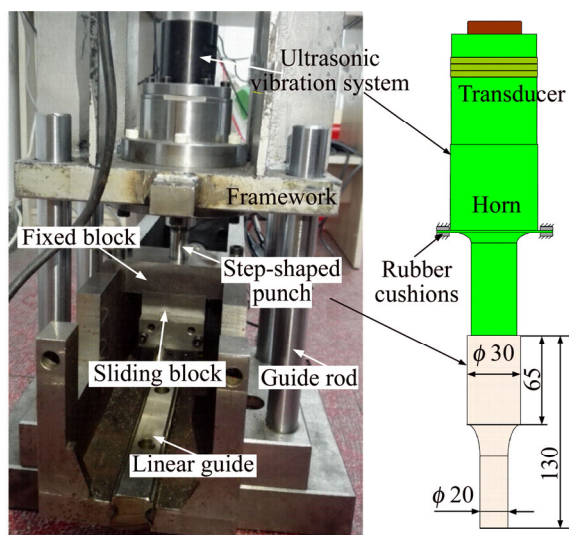 Ultrasonic
vibration system
Transducer
Framework
Horn
Fixed block
Step-shaped
punch
Rubber
cushions
Sliding block
Guide rod
Linear guide
ϕ 30
65
130
ϕ 20